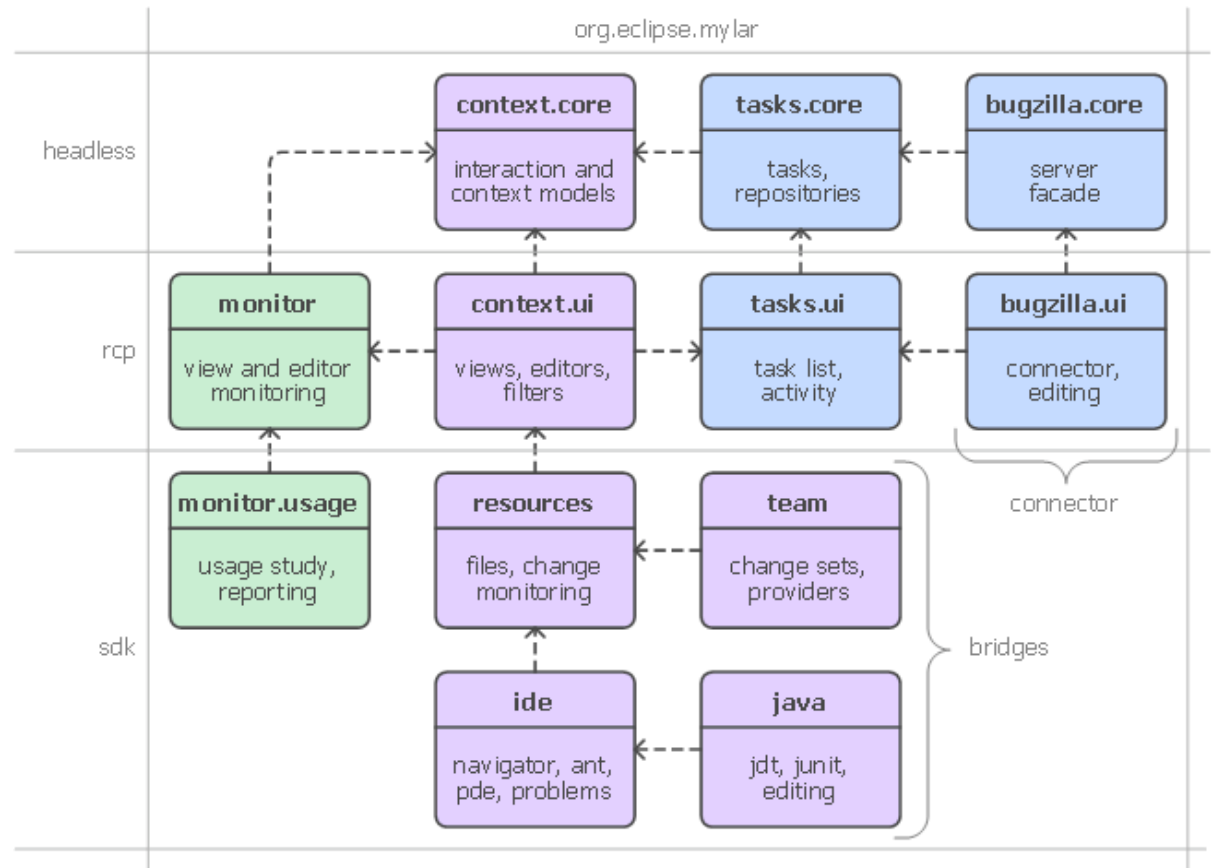 org.eclipse.mylar
headless
context.core
interaction and
context models
tasks.core
tasks,
repositories
bugzilla.core
server
facade
rcp
monitor
view and editor
monitoring
context.ui
views, editors,
filters
tasks.ui
task list,
activity
bugzilla.ui
connector,
editing
connector
sdk
monitor.usage
usage study,
reporting
resources
files, change
monitoring
team
change sets,
providers
bridges
ide
navigator, ant,
pde, problems
java
jdt, junit,
editing